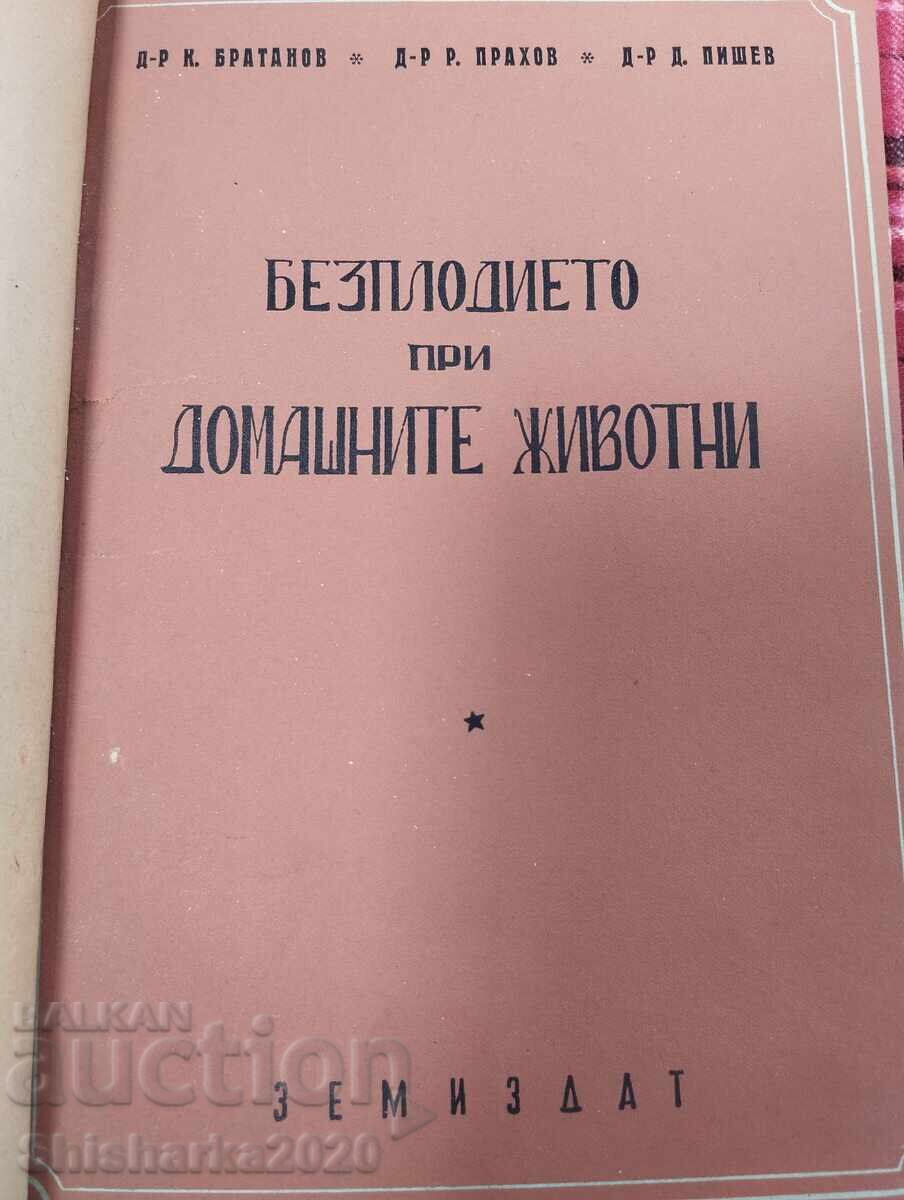 Д-Р К. БРАТАНОВ * Д-Р Р. ПРАХОВ * Д-Р Д. ПИШЕВ
БЕЗПЛОДИЕТО
ПРИ
ДОМАШНИТЕ ЖИВОТНИ
ЗЕМИЗДАТ
BALKAN
auction
Shisharka2020